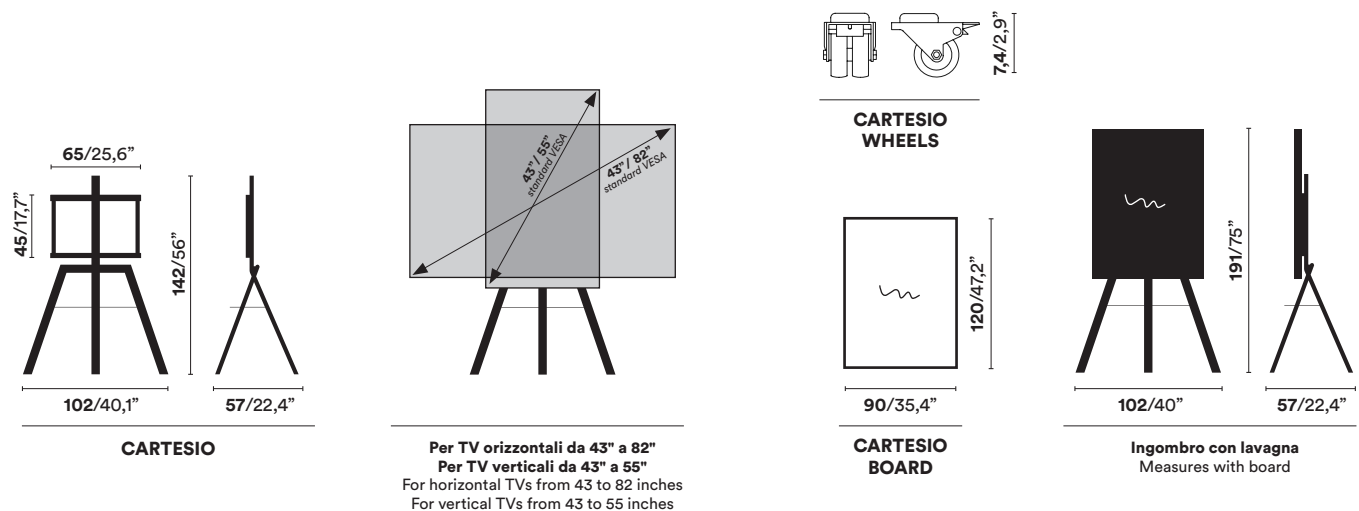 65/25,6”
45/17,7”
142/56”
102/40,1”
57/22,4”
CARTESIO
43”/ 55”
standard VESA
43”/ 82”
standard VESA
Per TV orizzontali da 43" a 82"
Per TV verticali da 43" a 55"
For horizontal TVs from 43 to 82 inches
For vertical TVs from 43 to 55 inches
7,4/2,9”
CARTESIO
WHEELS
120/47,2”
90/35,4”
CARTESIO
BOARD
191/75”
102/40”
57/22,4”
Ingombro con lavagna
Measures with board